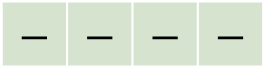 — — — —